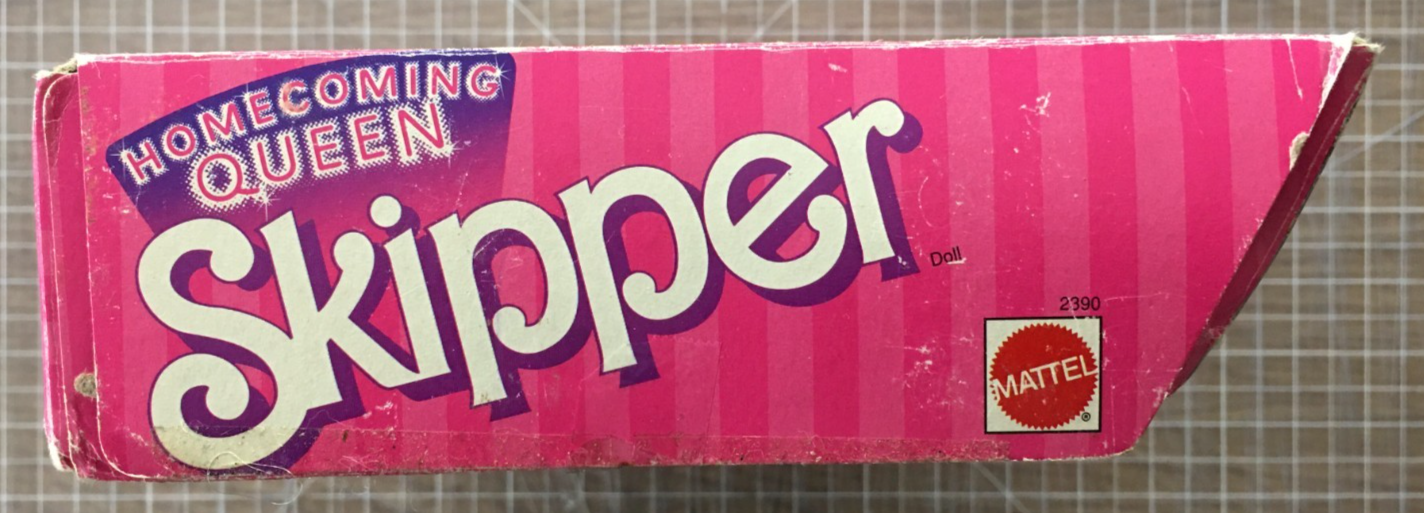 HOMECOMING
QUEEN
Skipper
Doll
2390
MATTEL
®